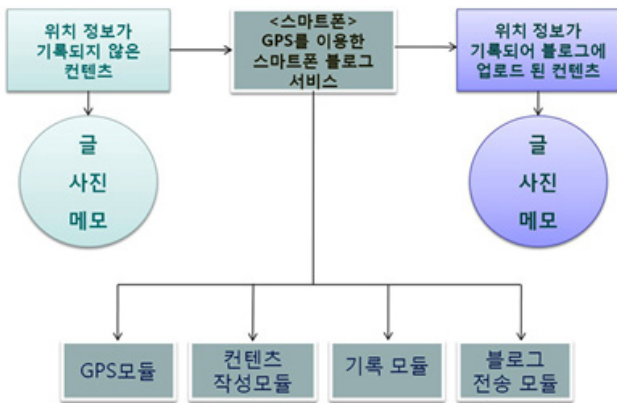 위치 정보가
기록되지 않은
컨텐츠
<스마트폰>
GPS를 이용한
스마트폰 블로그
서비스
위치 정보가
기록되어 블로그에
업로드 된 컨텐츠
글
사진
메모
글
사진
메모
GPS모듈
컨텐츠
작성모듈
기록 모듈
블로그
전송 모듈